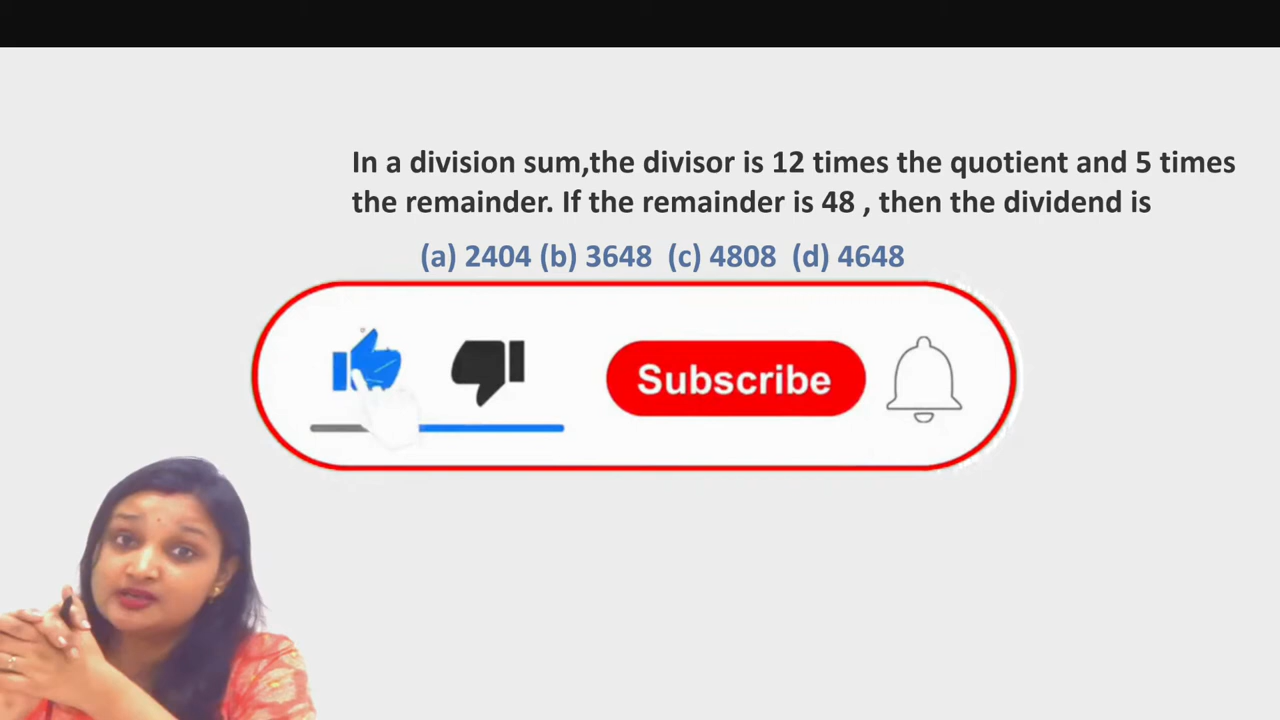 In a division sum,the divisor is 12 times the quotient and 5 times
the remainder. If the remainder is 48 , then the dividend is
(a) 2404 (b) 3648 (c) 4808 (d) 4648
Subscribe